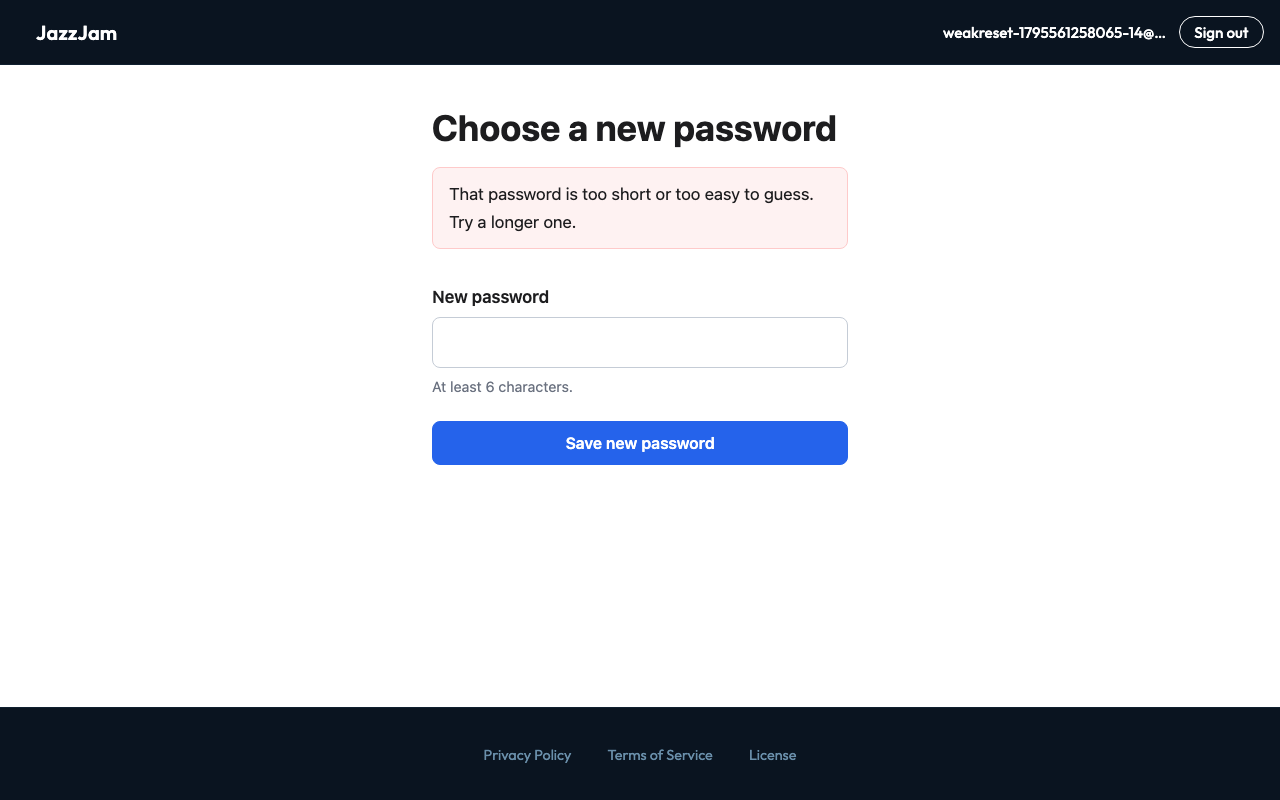 JazzJam
weakreset-1795561258065-14@...
Sign out
Choose a new password
That password is too short or too easy to guess.
Try a longer one.
New password
At least 6 characters.
Save new password
Privacy Policy
Terms of Service
License